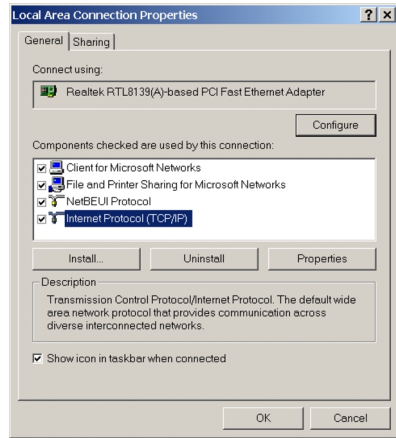 Local Area Connection Properties
General Sharing
Connect using:
Realtek RTL8139(A)-based PCI Fast Ethernet Adapter
Configure
Components checked are used by this connection:
Client for Microsoft Networks
File and Printer Sharing for Microsoft Networks
NetBEUI Protocol
Internet Protocol (TCP/IP)
Install... Uninstall Properties
Description
Transmission Control Protocol/Internet Protocol. The default wide
area network protocol that provides communication across
diverse interconnected networks.
Show icon in taskbar when connected
OK Cancel